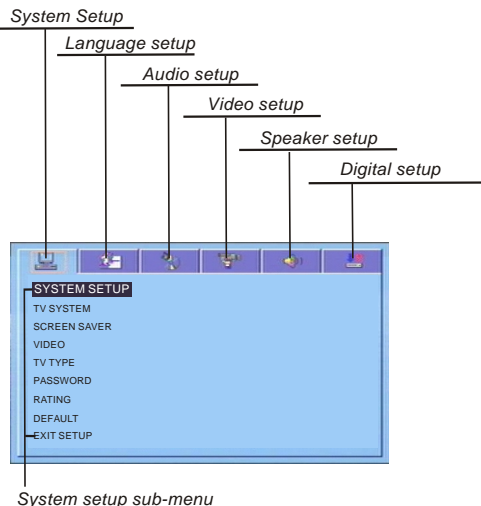 System Setup
Language setup
Audio setup
Video setup
Speaker setup
Digital setup
SYSTEM SETUP
TV SYSTEM
SCREEN SAVER
VIDEO
TV TYPE
PASSWORD
RATING
DEFAULT
EXIT SETUP
System setup sub-menu